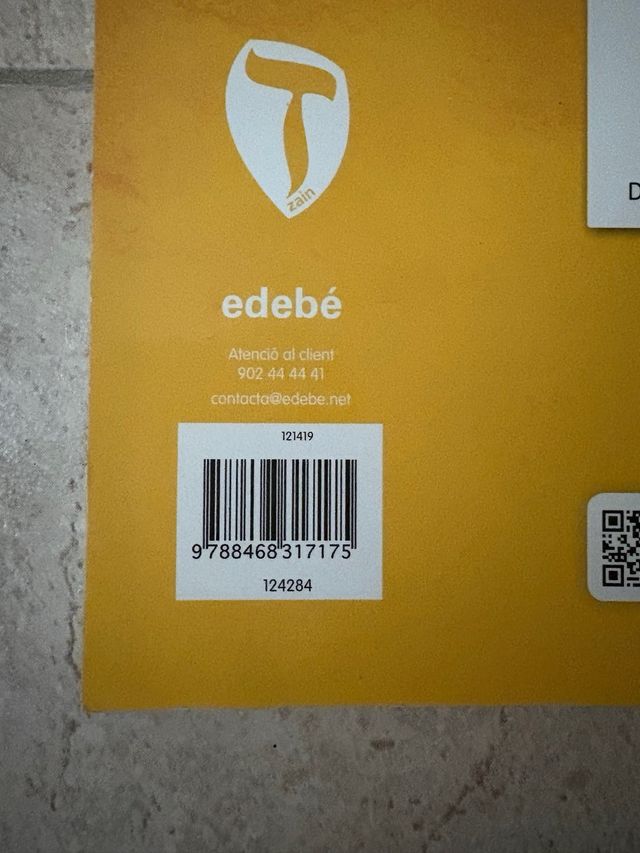 zain
edebé
Atenció al client
902 44 44 41
contacta@edebe.net
121419
9 788468 317175
124284
D